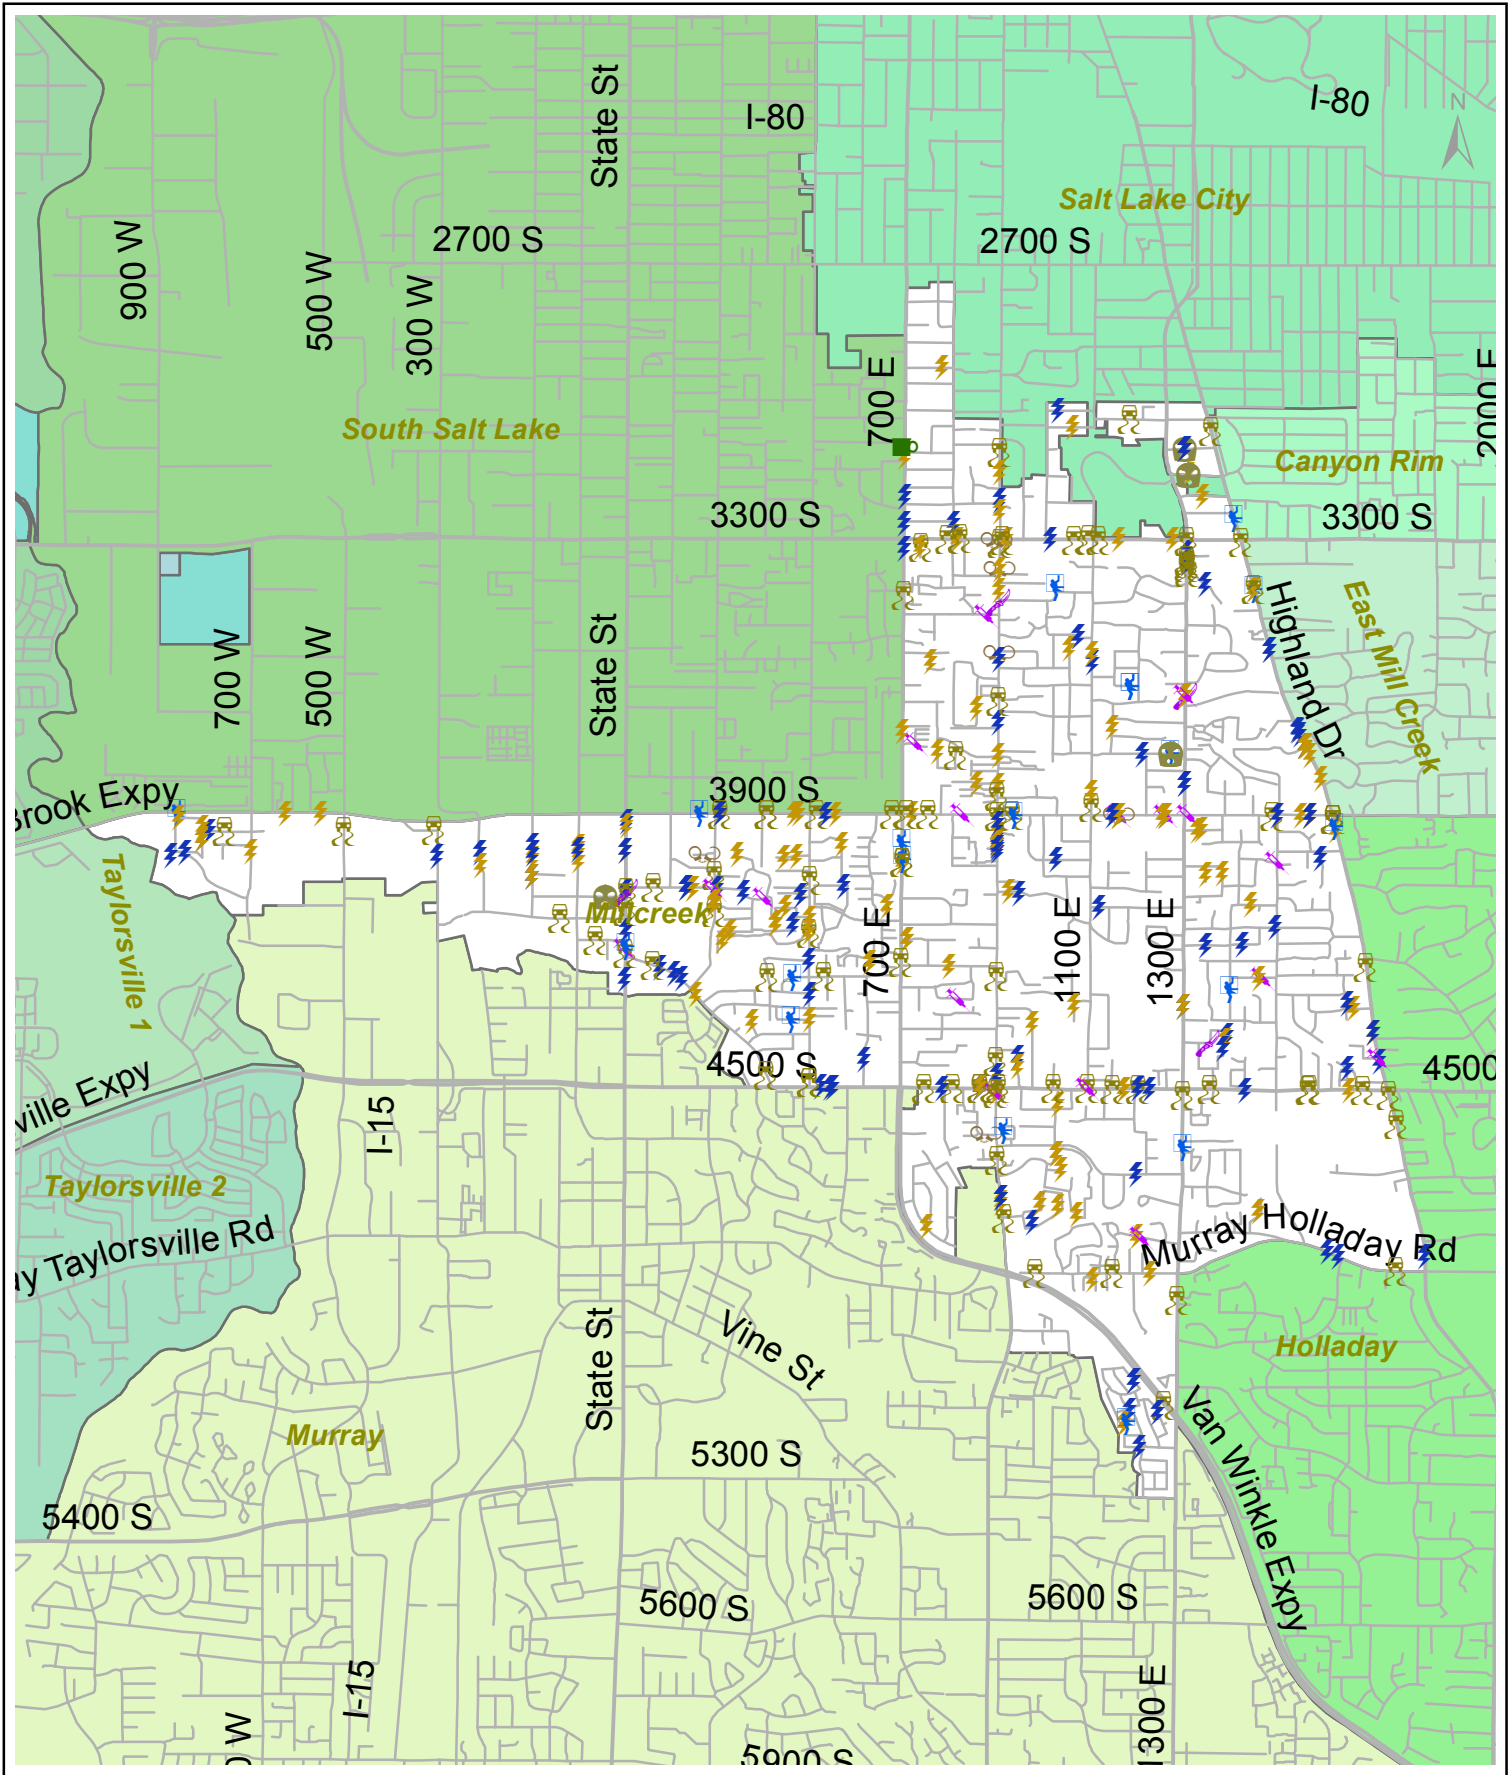 State St
I-80
I-80
N
Salt Lake City
900 W
2700 S
2700 S
500 W
300 W
700 E
2000 E
South Salt Lake
Canyon Rim
3300 S
3300 S
Highland Dr
East Mill Creek
700 W
500 W
State St
3900 S
Brook Expy
Taylorsville 1
Millcreek
700 E
1100 E
1300 E
4500 S
4500
ville Expy
I-15
Taylorsville 2
ay Taylorsville Rd
Murray Holladay Rd
State St
Vine St
Holladay
Murray
Van Winkle Expy
5300 S
5400 S
5600 S
5600 S
I-15
1300 E
0 W
5900 S